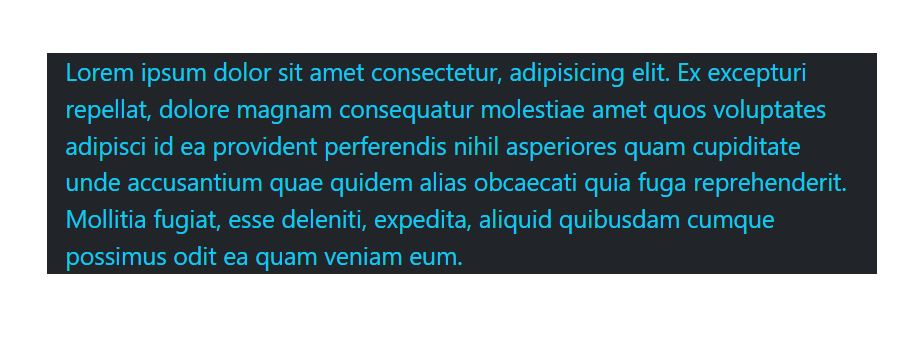 Lorem ipsum dolor sit amet consectetur, adipisicing elit. Ex excepturi
repellat, dolore magnam consequatur molestiae amet quos voluptates
adipisci id ea provident perferendis nihil asperiores quam cupiditate
unde accusantium quae quidem alias obcaecati quia fuga reprehenderit.
Mollitia fugiat, esse deleniti, expedita, aliquid quibusdam cumque
possimus odit ea quam veniam eum.